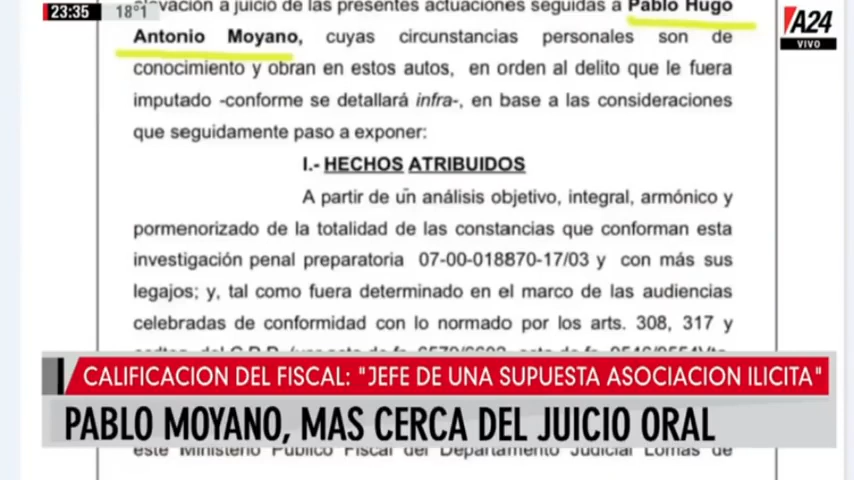 23:35 18°1
A24
VIVO
elevación a juicio de las presentes actuaciones seguidas a Pablo Hugo
Antonio Moyano, cuyas circunstancias personales son de
conocimiento y obran en estos autos, en orden al delito que le fuera
imputado -conforme se detallará infra-, en base a las consideraciones
que seguidamente paso a exponer:
I.- HECHOS ATRIBUIDOS
A partir de un análisis objetivo, integral, armónico y
pormenorizado de la totalidad de las constancias que conforman esta
investigación penal preparatoria 07-00-018870-17/03 y con más sus
legajos; y, tal como fuera determinado en el marco de las audiencias
celebradas de conformidad con lo normado por los arts. 308, 317 y
CALIFICACION DEL FISCAL: "JEFE DE UNA SUPUESTA ASOCIACION ILICITA"
PABLO MOYANO, MAS CERCA DEL JUICIO ORAL
este Ministerio Público Fiscal del Departamento Judicial Lomas de